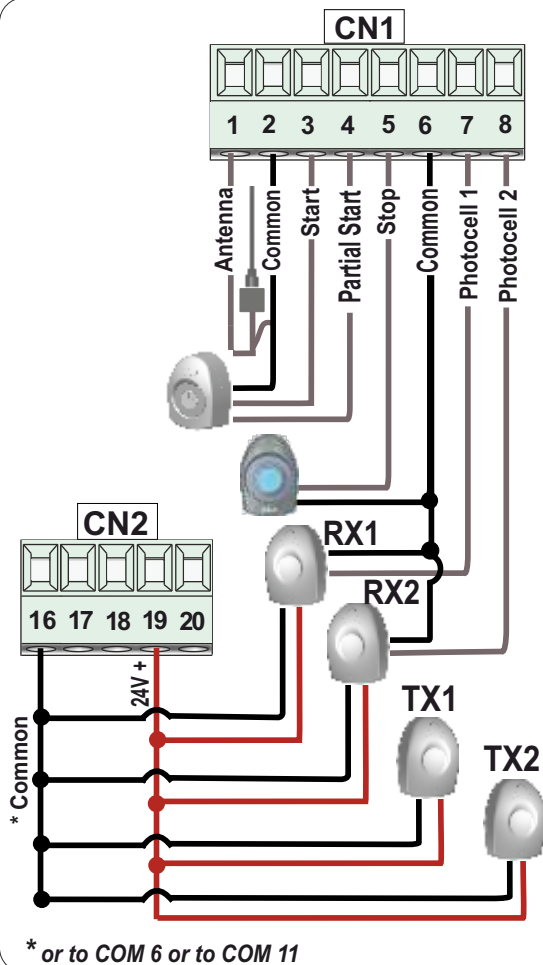 CN1
1 2 3 4 5 6 7 8
Antenna
Common
Start
Partial Start
Stop
Common
Photocell 1
Photocell 2
CN2
RX1
16 17 18 19 20
RX2
24V +
TX1
TX2
* Common
* or to COM 6 or to COM 11